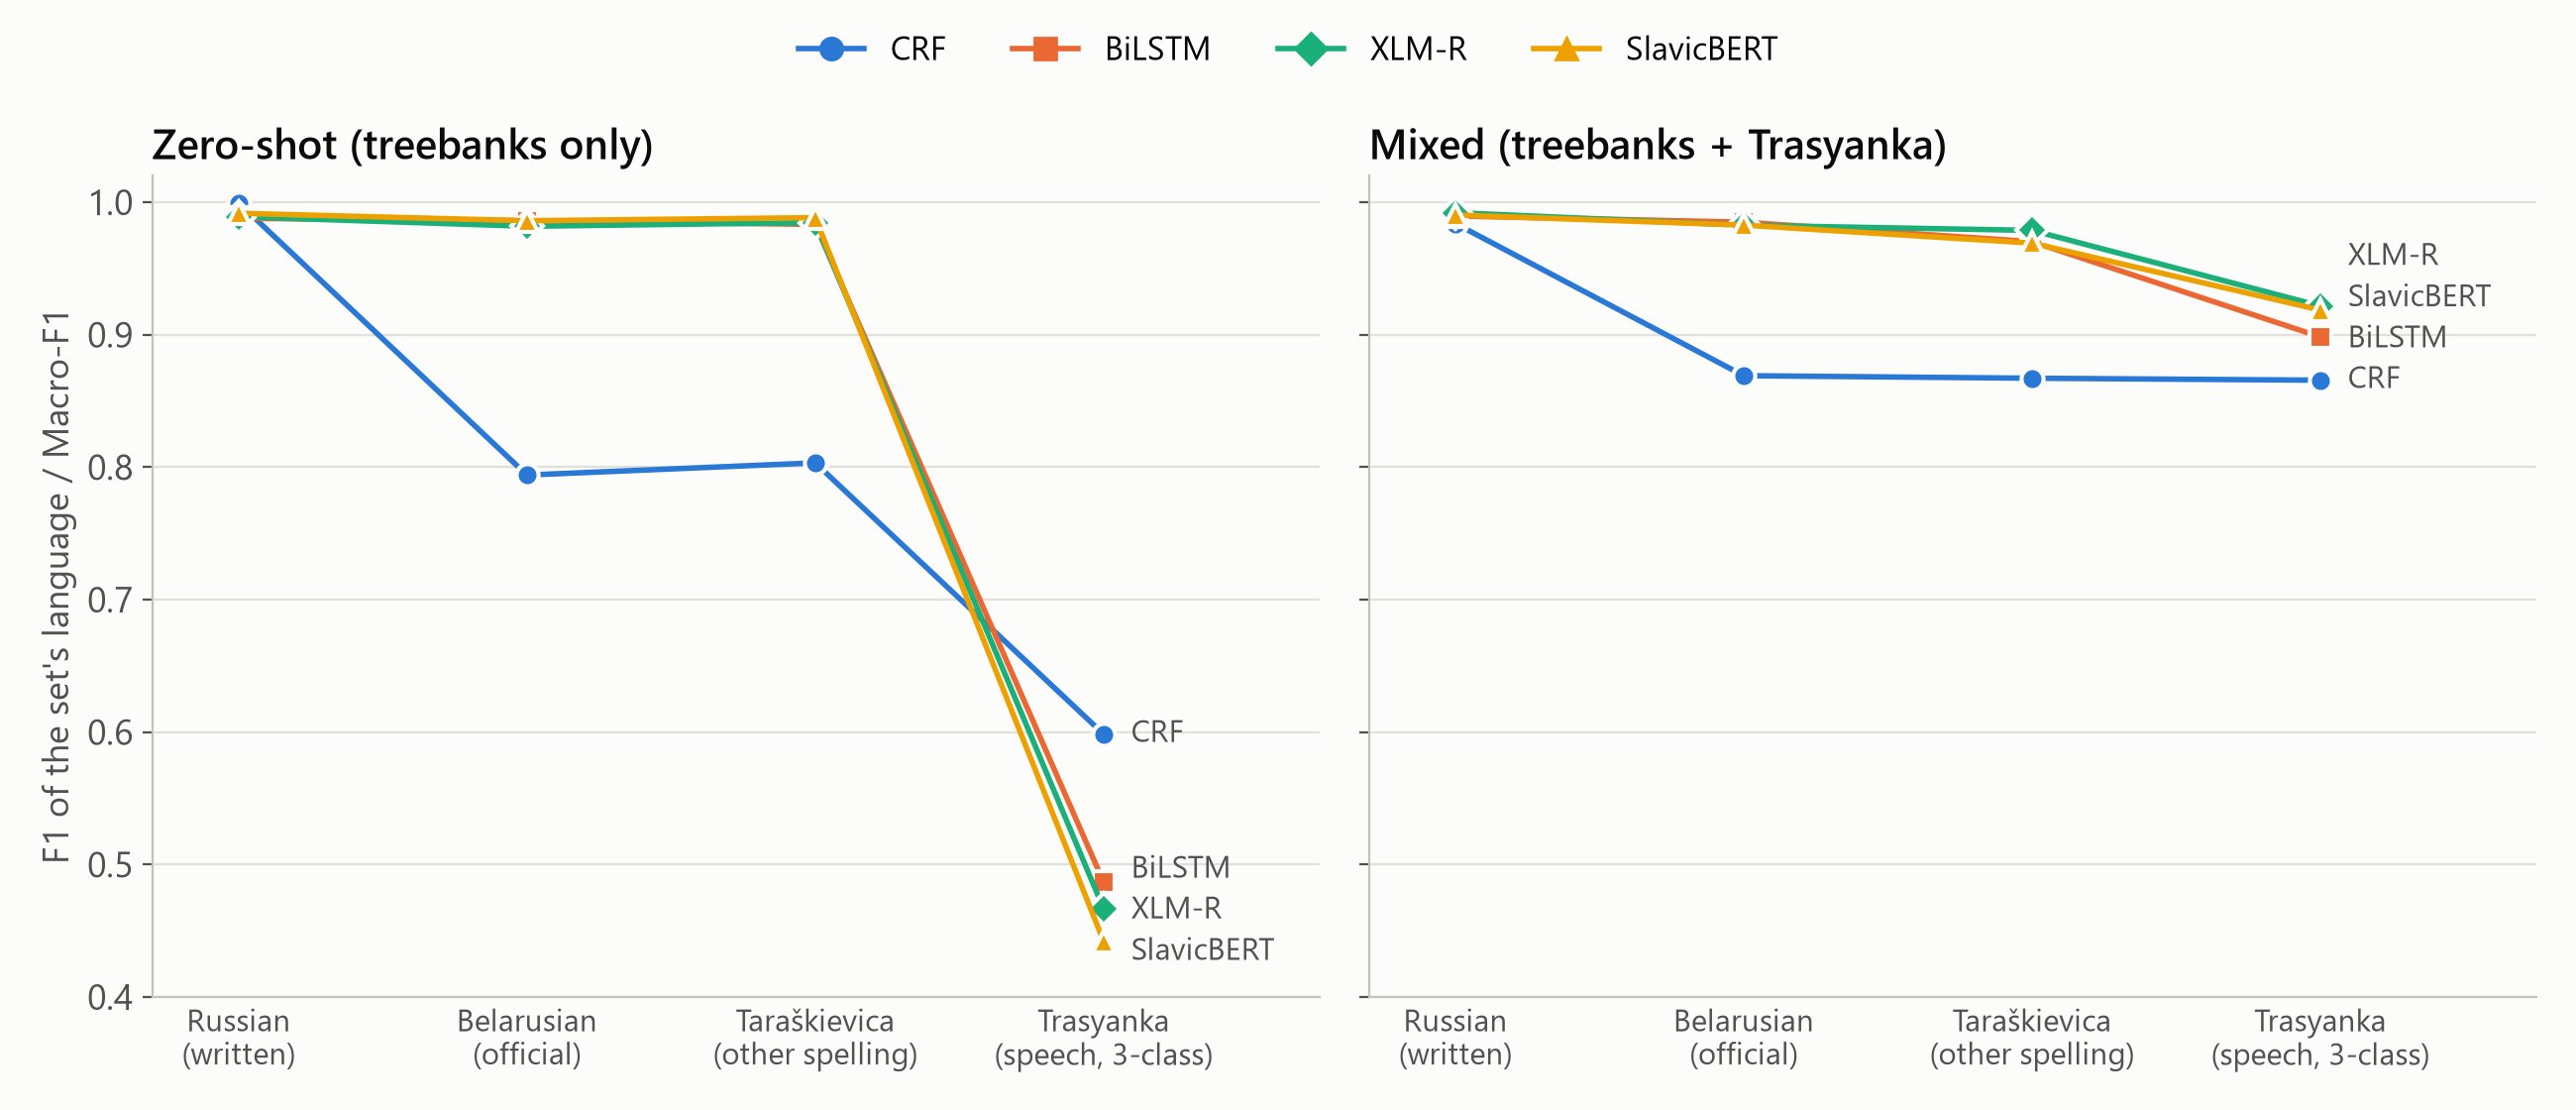 CRF
BiLSTM
XLM-R
SlavicBERT
Zero-shot (treebanks only)
F1 of the set's language / Macro-F1
1.0
0.9
0.8
0.7
0.6
0.5
0.4
CRF
BiLSTM
XLM-R
SlavicBERT
Russian
(written)
Belarusian
(official)
Taraškievica
(other spelling)
Trasyanka
(speech, 3-class)
Mixed (treebanks + Trasyanka)
XLM-R
SlavicBERT
BiLSTM
CRF
Russian
(written)
Belarusian
(official)
Taraškievica
(other spelling)
Trasyanka
(speech, 3-class)